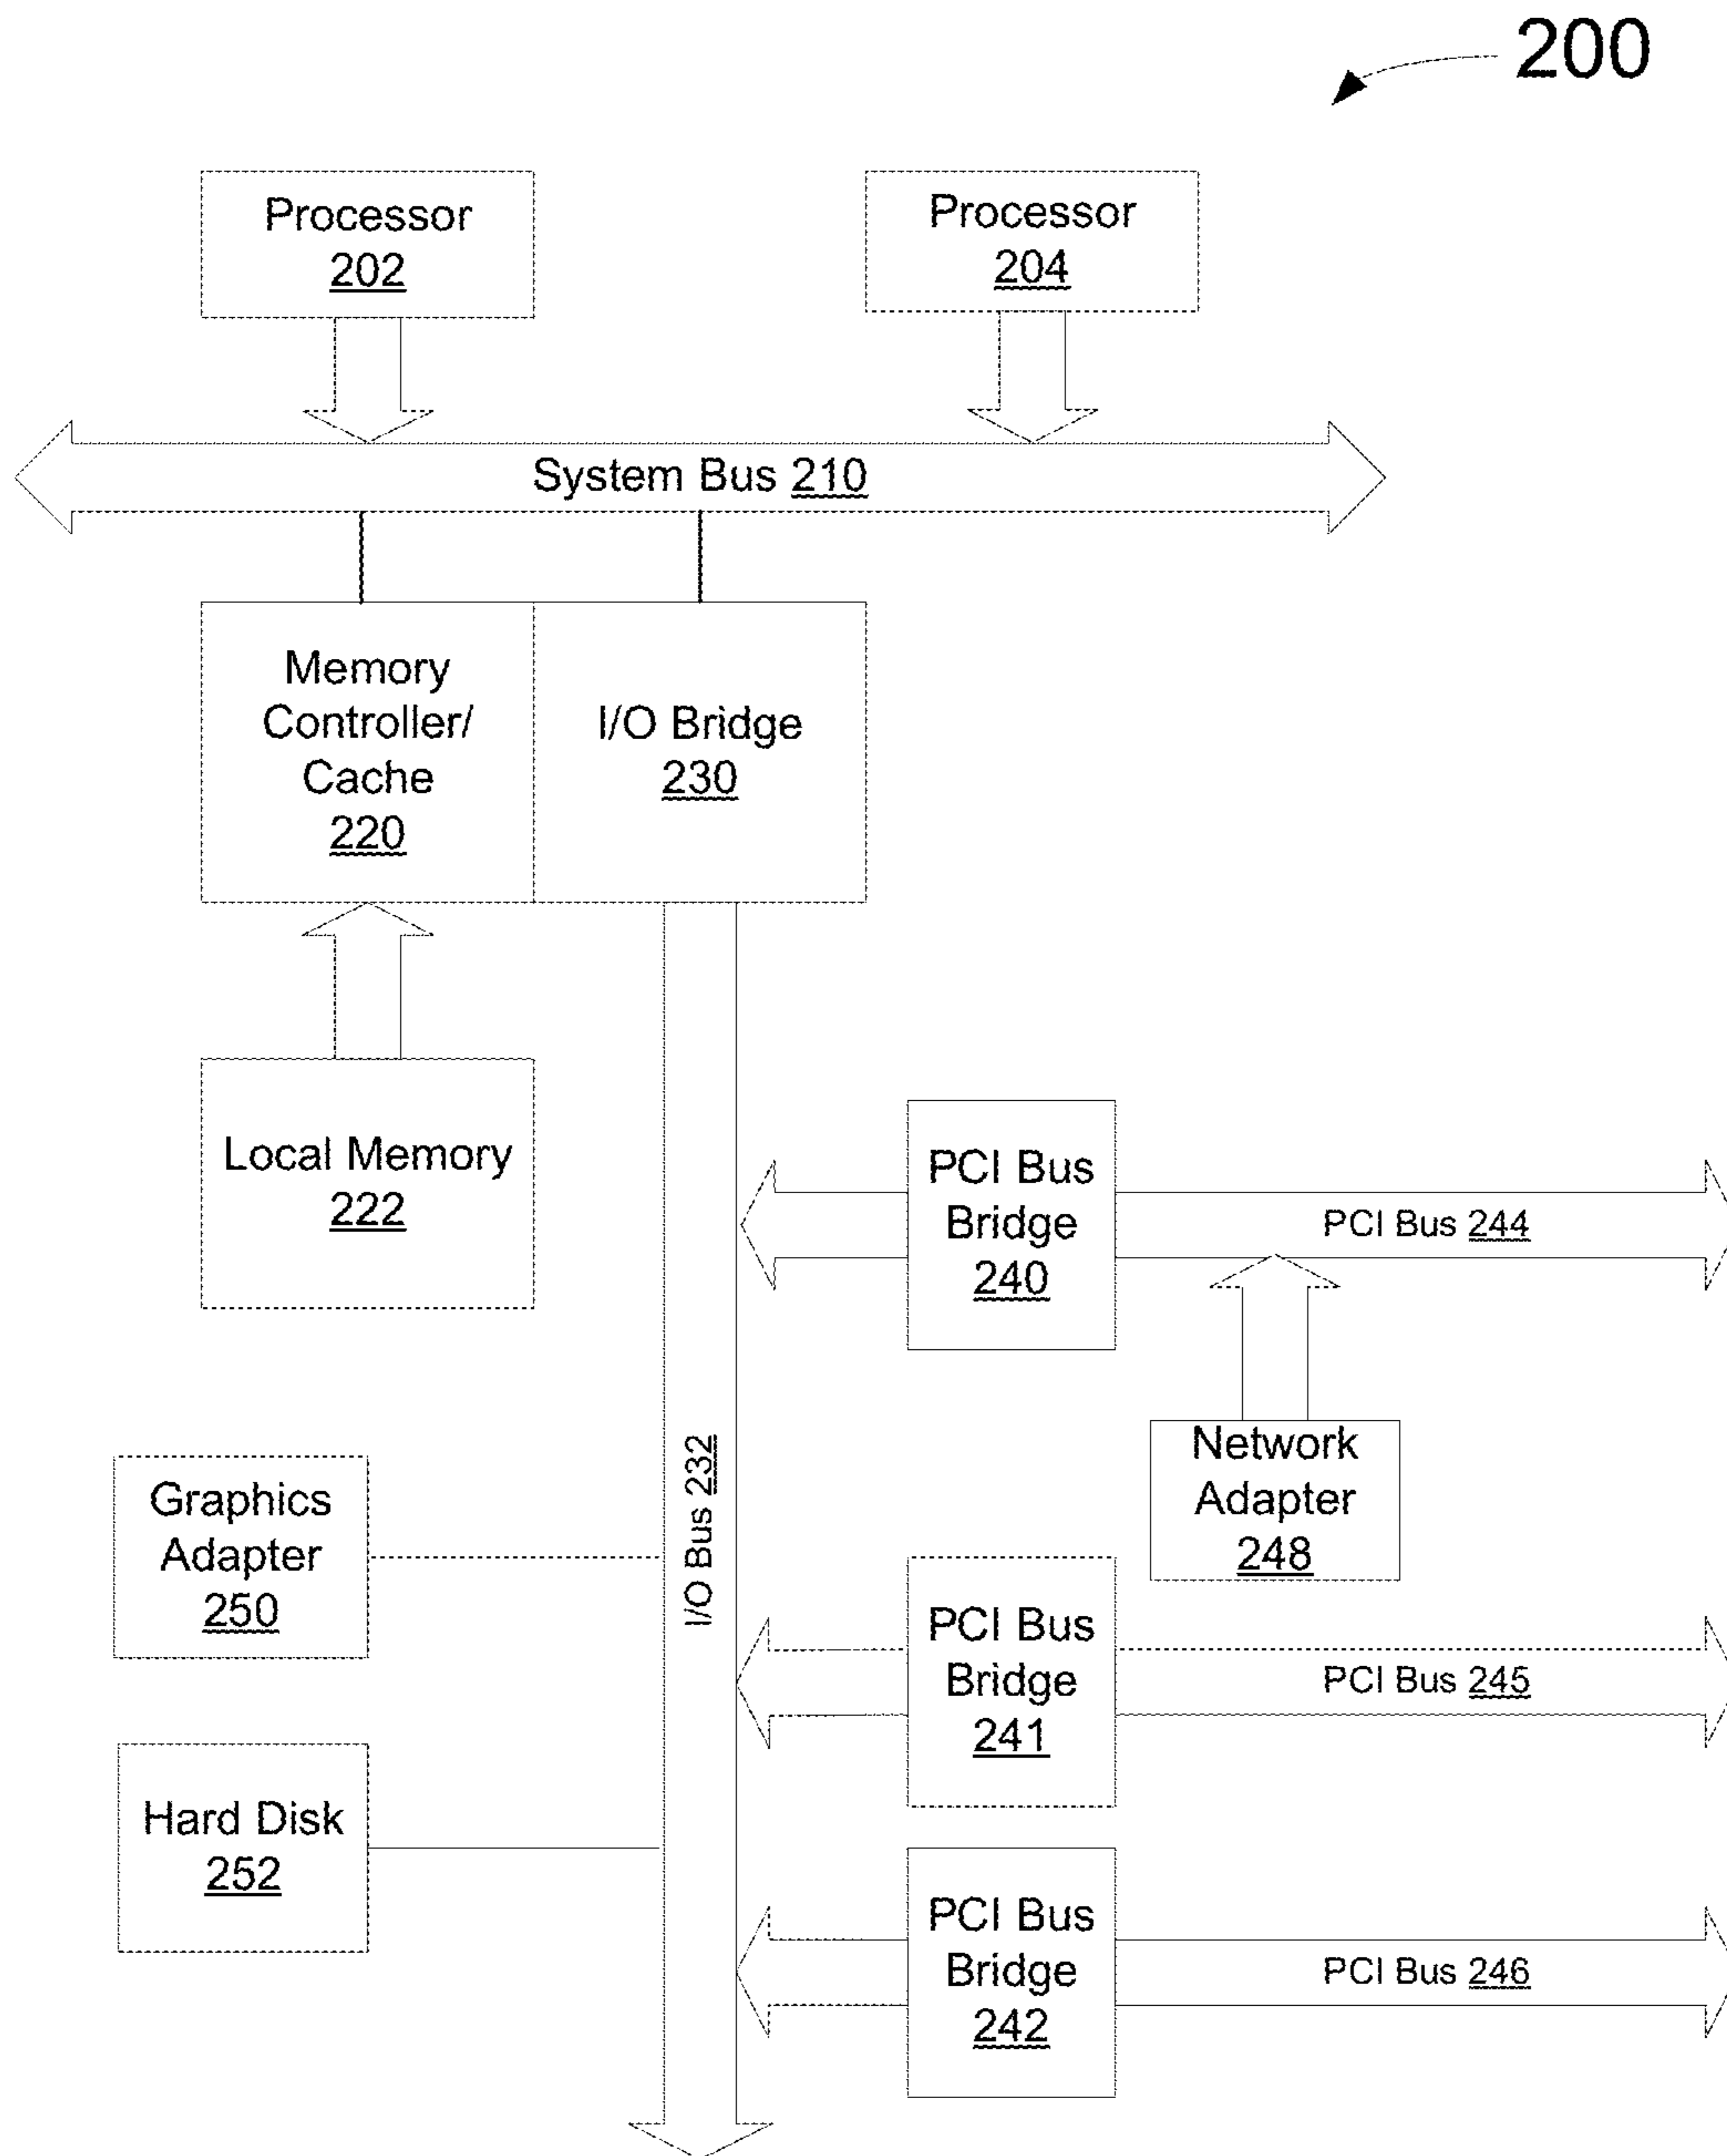 200
Processor
202
Processor
204
System Bus 210
Memory
Controller/
Cache
220
I/O Bridge
230
Local Memory
222
PCI Bus
Bridge
240
PCI Bus 244
Network
Adapter
248
Graphics
Adapter
250
I/O Bus 232
PCI Bus
Bridge
241
PCI Bus 245
Hard Disk
252
PCI Bus
Bridge
242
PCI Bus 246